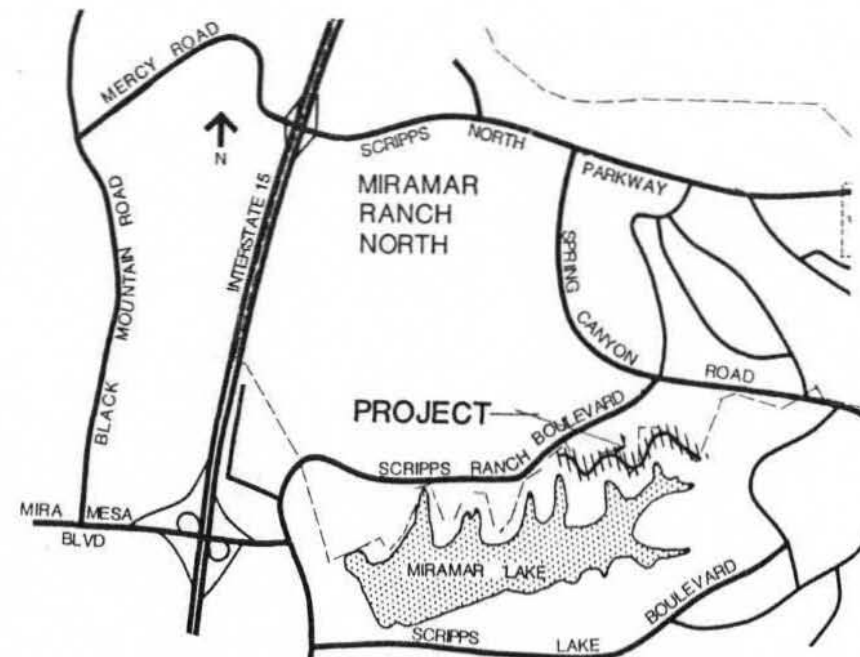 MERCY ROAD
N
SCRIPPS NORTH PARKWAY
MIRAMAR
RANCH
NORTH
BLACK MOUNTAIN ROAD
INTERSTATE 15
SPRING CANYON ROAD
PROJECT
SCRIPPS RANCH BOULEVARD
MIRA MESA
BLVD
MIRAMAR LAKE
SCRIPPS LAKE BOULEVARD